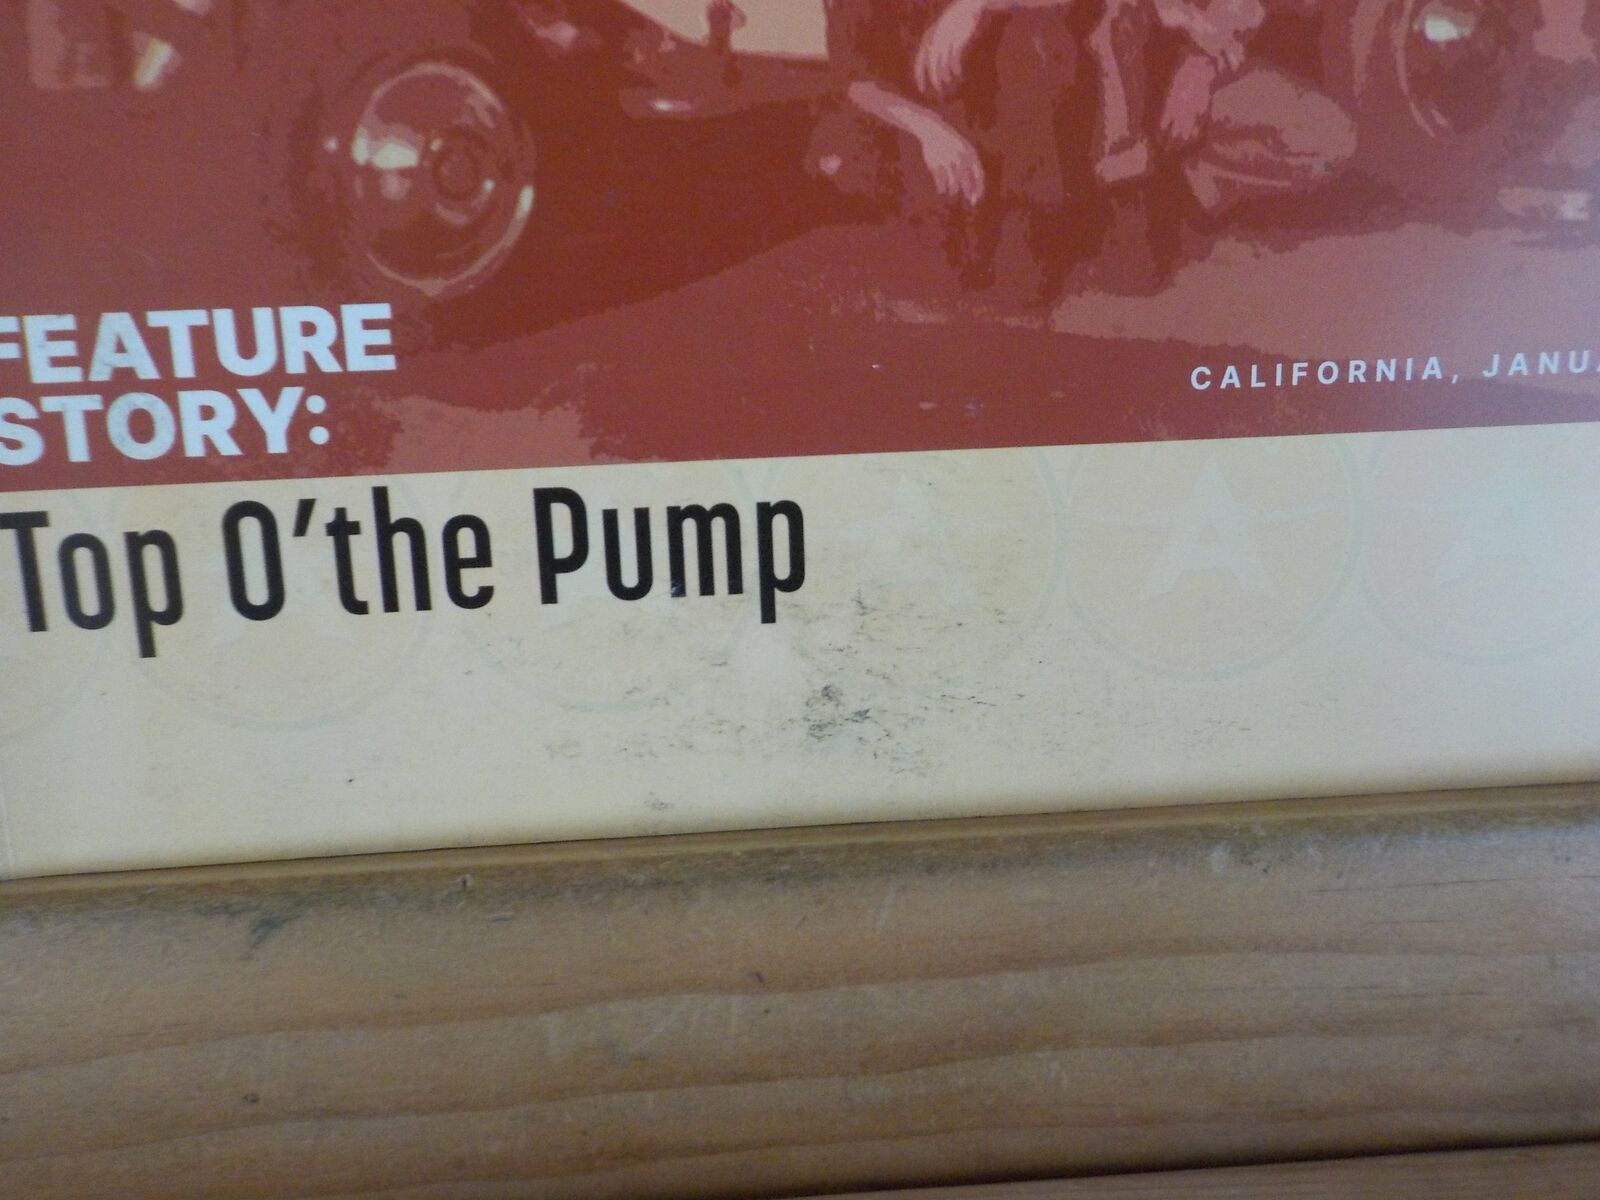 FEATURE
STORY:
CALIFORNIA,
Top O'the Pump
A
A
A